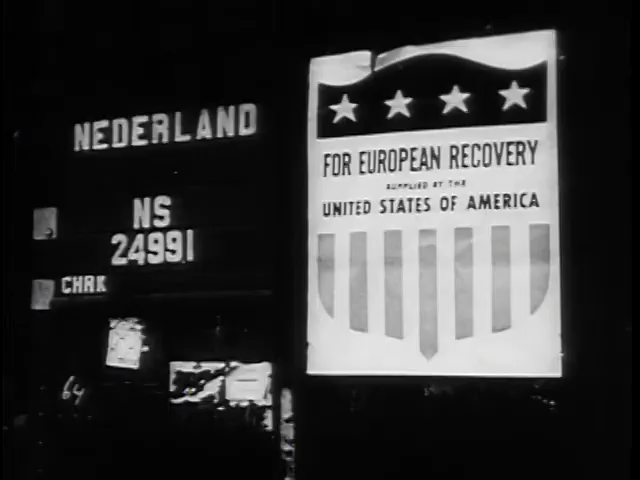 NEDERLAND
NS
24991
CHRK
64
FOR EUROPEAN RECOVERY
SUPPLIED BY THE
UNITED STATES OF AMERICA